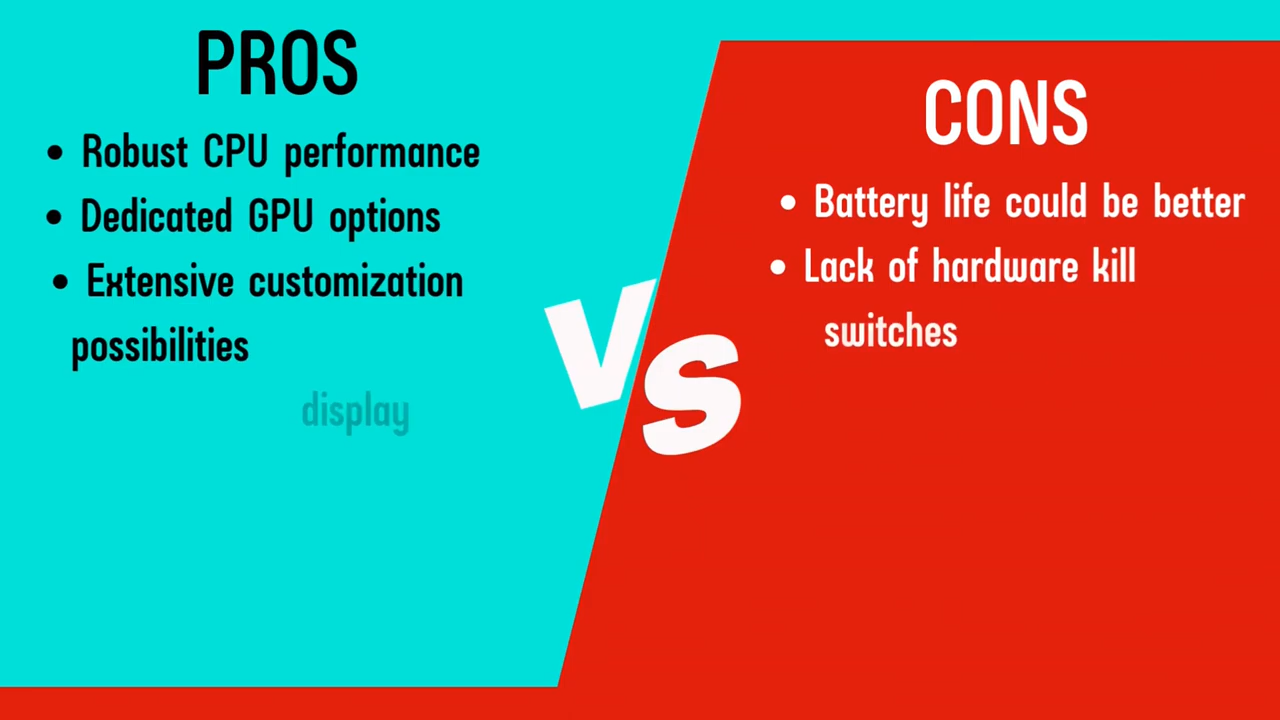 PROS
• Robust CPU performance
• Dedicated GPU options
• Extensive customization
possibilities
display
VS
CONS
• Battery life could be better
• Lack of hardware kill
switches